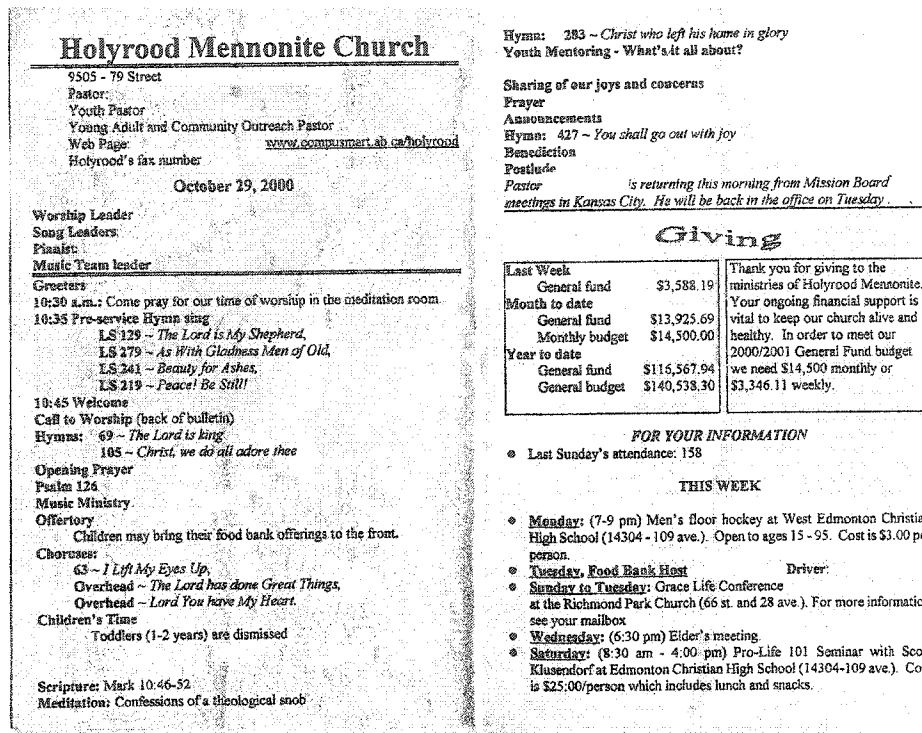 Holyrood Mennonite Church
9505 - 79 Street
Pastor:
Youth Pastor
Young Adult and Community Outreach Pastor
Web Page: www.compusmart.ab.ca/holyrood
Holyrood's fax number
October 29, 2000
Worship Leader
Song Leaders:
Pianist:
Music Team leader
Greeters
10:30 a.m.: Come pray for our time of worship in the meditation room
10:35 Pre-service Hymn sing
LS 129 ~ The Lord is My Shepherd,
LS 279 ~ As With Gladness Men of Old,
LS 241 ~ Beauty for Ashes,
LS 219 ~ Peace! Be Still!
10:45 Welcome
Call to Worship (back of bulletin)
Hymns: 69 ~ The Lord is king
105 ~ Christ, we do all adore thee
Opening Prayer
Psalm 126
Music Ministry
Offertory
Children may bring their food bank offerings to the front.
Choruses:
63 ~ I Lift My Eyes Up,
Overhead ~ The Lord has done Great Things,
Overhead ~ Lord You have My Heart.
Children's Time
Toddlers (1-2 years) are dismissed
Scripture: Mark 10:46-52
Meditation: Confessions of a theological snob
Hymn: 283 ~ Christ who left his home in glory
Youth Mentoring - What's it all about?
Sharing of our joys and concerns
Prayer
Announcements
Hymn: 427 ~ You shall go out with joy
Benediction
Postlude
Pastor is returning this morning from Mission Board
meetings in Kansas City. He will be back in the office on Tuesday.
Giving
Last Week
General fund $3,588.19
Month to date
General fund $13,925.69
Monthly budget $14,500.00
Year to date
General fund $116,567.94
General budget $140,538.30
Thank you for giving to the
ministries of Holyrood Mennonite.
Your ongoing financial support is
vital to keep our church alive and
healthy. In order to meet our
2000/2001 General Fund budget
we need $14,500 monthly or
$3,346.11 weekly.
FOR YOUR INFORMATION
Last Sunday's attendance: 158
THIS WEEK
Monday: (7-9 pm) Men's floor hockey at West Edmonton Christia
High School (14304 - 109 ave.). Open to ages 15 - 95. Cost is $3.00 p
person.
Tuesday, Food Bank Host Driver:
Sunday to Tuesday: Grace Life Conference
at the Richmond Park Church (66 st. and 28 ave.). For more informatio
see your mailbox
Wednesday: (6:30 pm) Elder's meeting.
Saturday: (8:30 am - 4:00 pm) Pro-Life 101 Seminar with Sco
Klusendorf at Edmonton Christian High School (14304-109 ave.). Co
is $25:00/person which includes lunch and snacks.